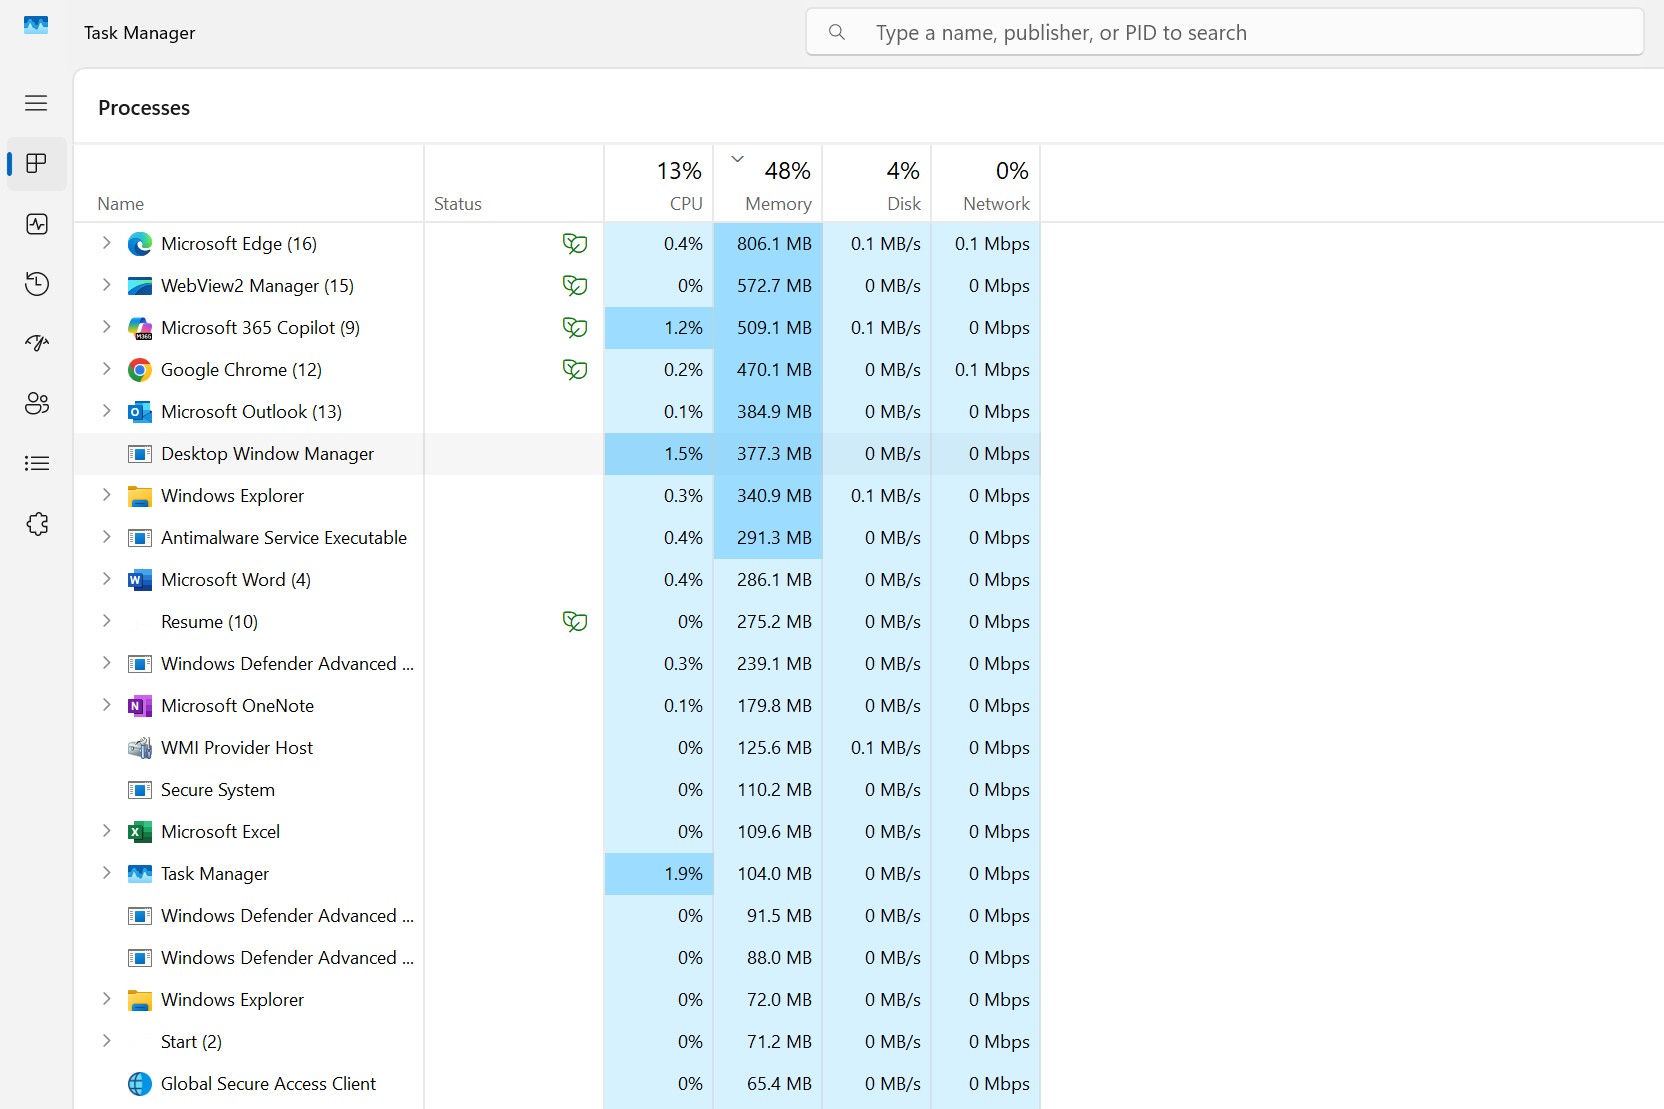 Task Manager
Type a name, publisher, or PID to search
Processes
13% 48% 4% 0%
Name Status CPU Memory Disk Network
Microsoft Edge (16) 0.4% 806.1 MB 0.1 MB/s 0.1 Mbps
WebView2 Manager (15) 0% 572.7 MB 0 MB/s 0 Mbps
Microsoft 365 Copilot (9) 1.2% 509.1 MB 0.1 MB/s 0 Mbps
Google Chrome (12) 0.2% 470.1 MB 0 MB/s 0.1 Mbps
Microsoft Outlook (13) 0.1% 384.9 MB 0 MB/s 0 Mbps
Desktop Window Manager 1.5% 377.3 MB 0 MB/s 0 Mbps
Windows Explorer 0.3% 340.9 MB 0.1 MB/s 0 Mbps
Antimalware Service Executable 0.4% 291.3 MB 0 MB/s 0 Mbps
Microsoft Word (4) 0.4% 286.1 MB 0 MB/s 0 Mbps
Resume (10) 0% 275.2 MB 0 MB/s 0 Mbps
Windows Defender Advanced ... 0.3% 239.1 MB 0 MB/s 0 Mbps
Microsoft OneNote 0.1% 179.8 MB 0 MB/s 0 Mbps
WMI Provider Host 0% 125.6 MB 0.1 MB/s 0 Mbps
Secure System 0% 110.2 MB 0 MB/s 0 Mbps
Microsoft Excel 0% 109.6 MB 0 MB/s 0 Mbps
Task Manager 1.9% 104.0 MB 0 MB/s 0 Mbps
Windows Defender Advanced ... 0% 91.5 MB 0 MB/s 0 Mbps
Windows Defender Advanced ... 0% 88.0 MB 0 MB/s 0 Mbps
Windows Explorer 0% 72.0 MB 0 MB/s 0 Mbps
Start (2) 0% 71.2 MB 0 MB/s 0 Mbps
Global Secure Access Client 0% 65.4 MB 0 MB/s 0 Mbps